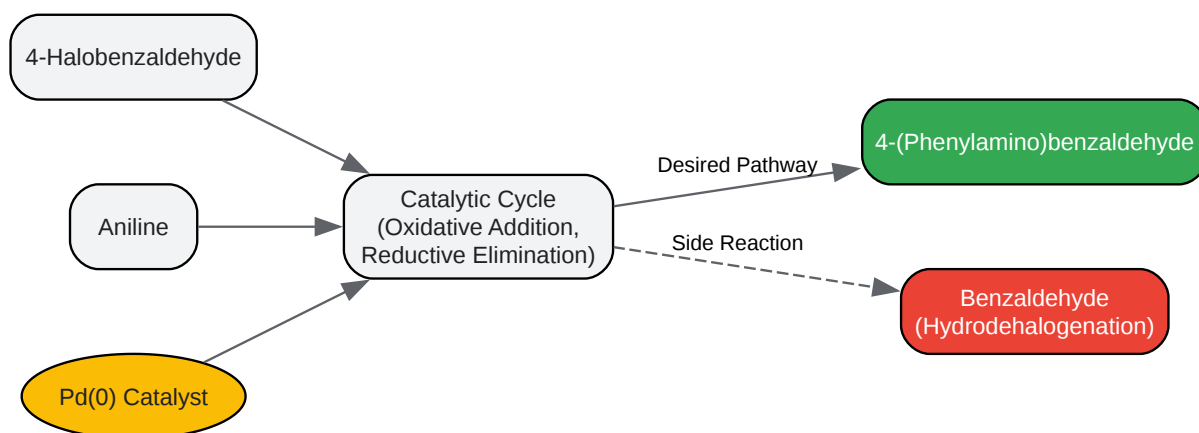 4-Halobenzaldehyde
Aniline
Pd(0) Catalyst
Catalytic Cycle
(Oxidative Addition,
Reductive Elimination)
Desired Pathway
Side Reaction
4-(Phenylamino)benzaldehyde
Benzaldehyde
(Hydrodehalogenation)